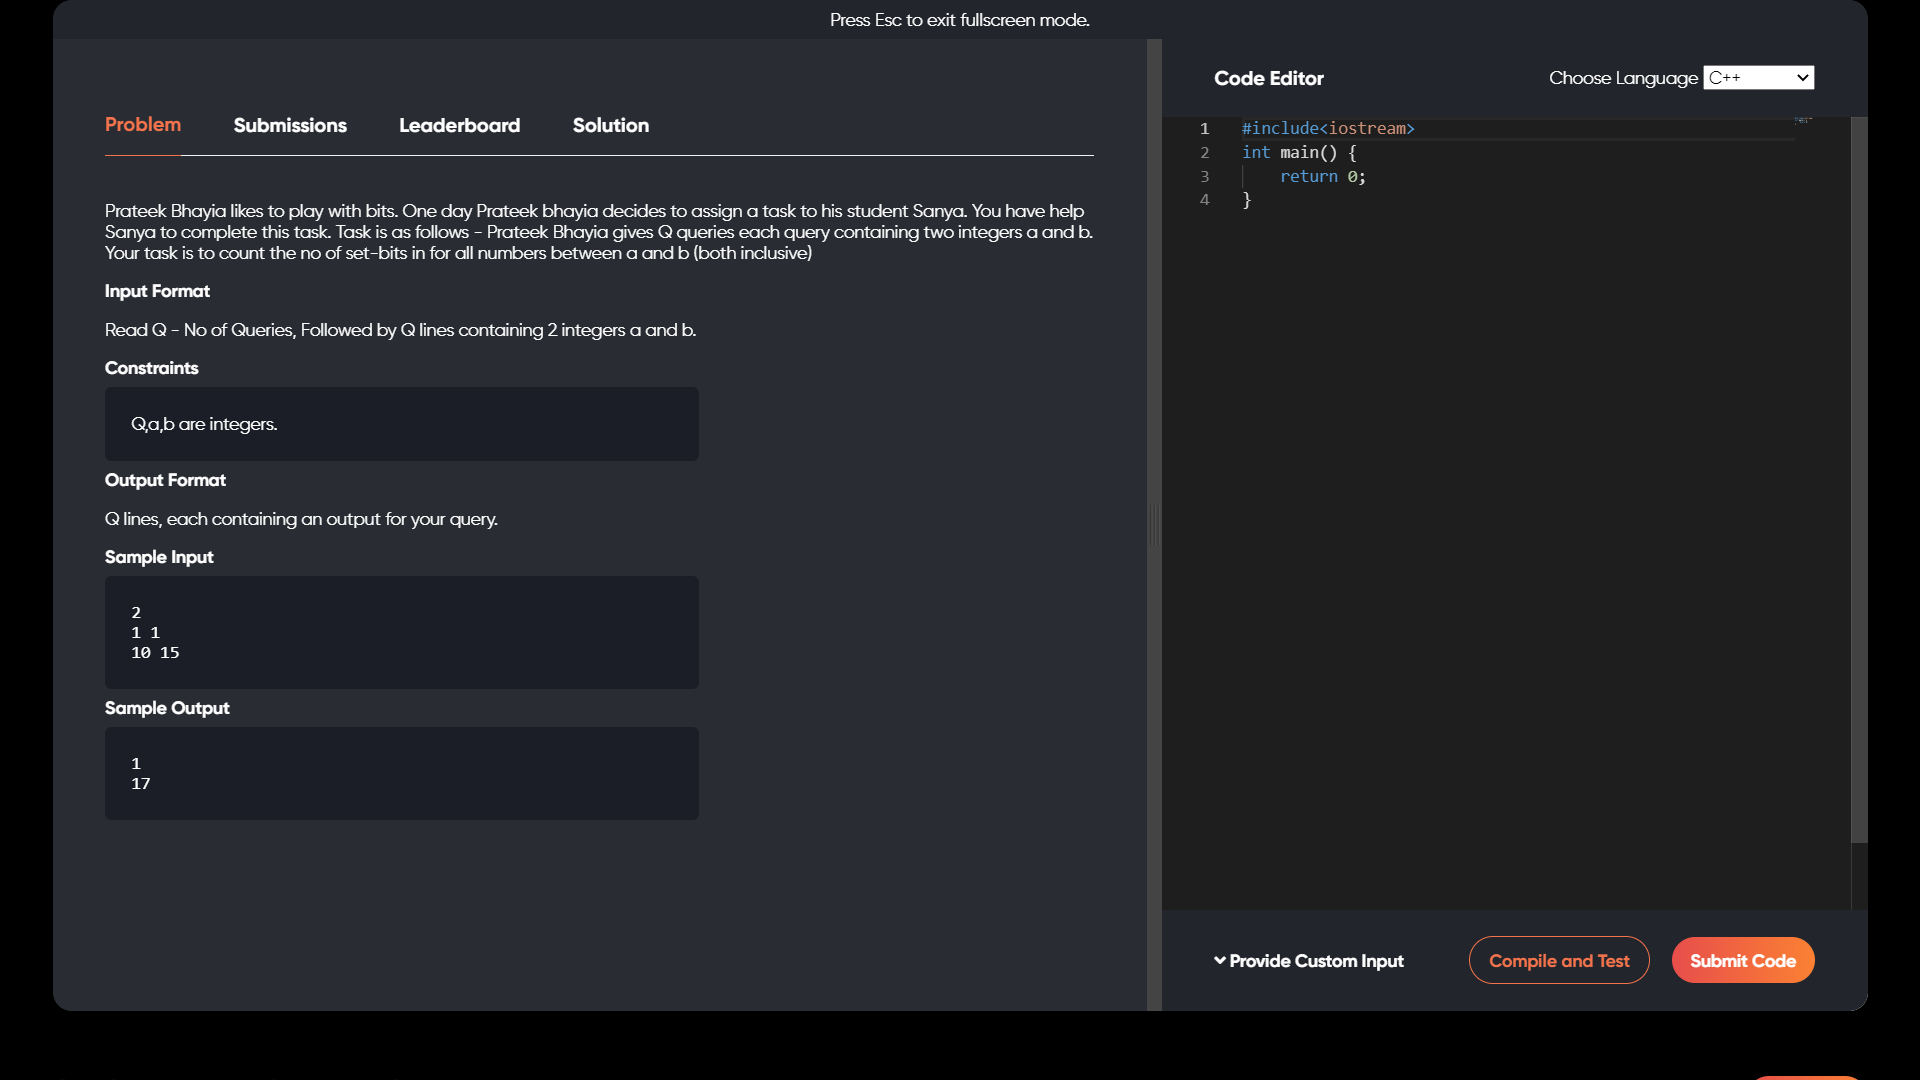 Press Esc to exit fullscreen mode.
Problem
Submissions
Leaderboard
Solution
Prateek Bhayia likes to play with bits. One day Prateek bhayia decides to assign a task to his student Sanya. You have help
Sanya to complete this task. Task is as follows - Prateek Bhayia gives Q queries each query containing two integers a and b.
Your task is to count the no of set-bits in for all numbers between a and b (both inclusive)
Input Format
Read Q - No of Queries, Followed by Q lines containing 2 integers a and b.
Constraints
Q,a,b are integers.
Output Format
Q lines, each containing an output for your query.
Sample Input
2
1 1
10 15
Sample Output
1
17
Code Editor
Choose Language C++
1 #include<iostream>
2 int main() {
3     return 0;
4 }
Provide Custom Input
Compile and Test
Submit Code